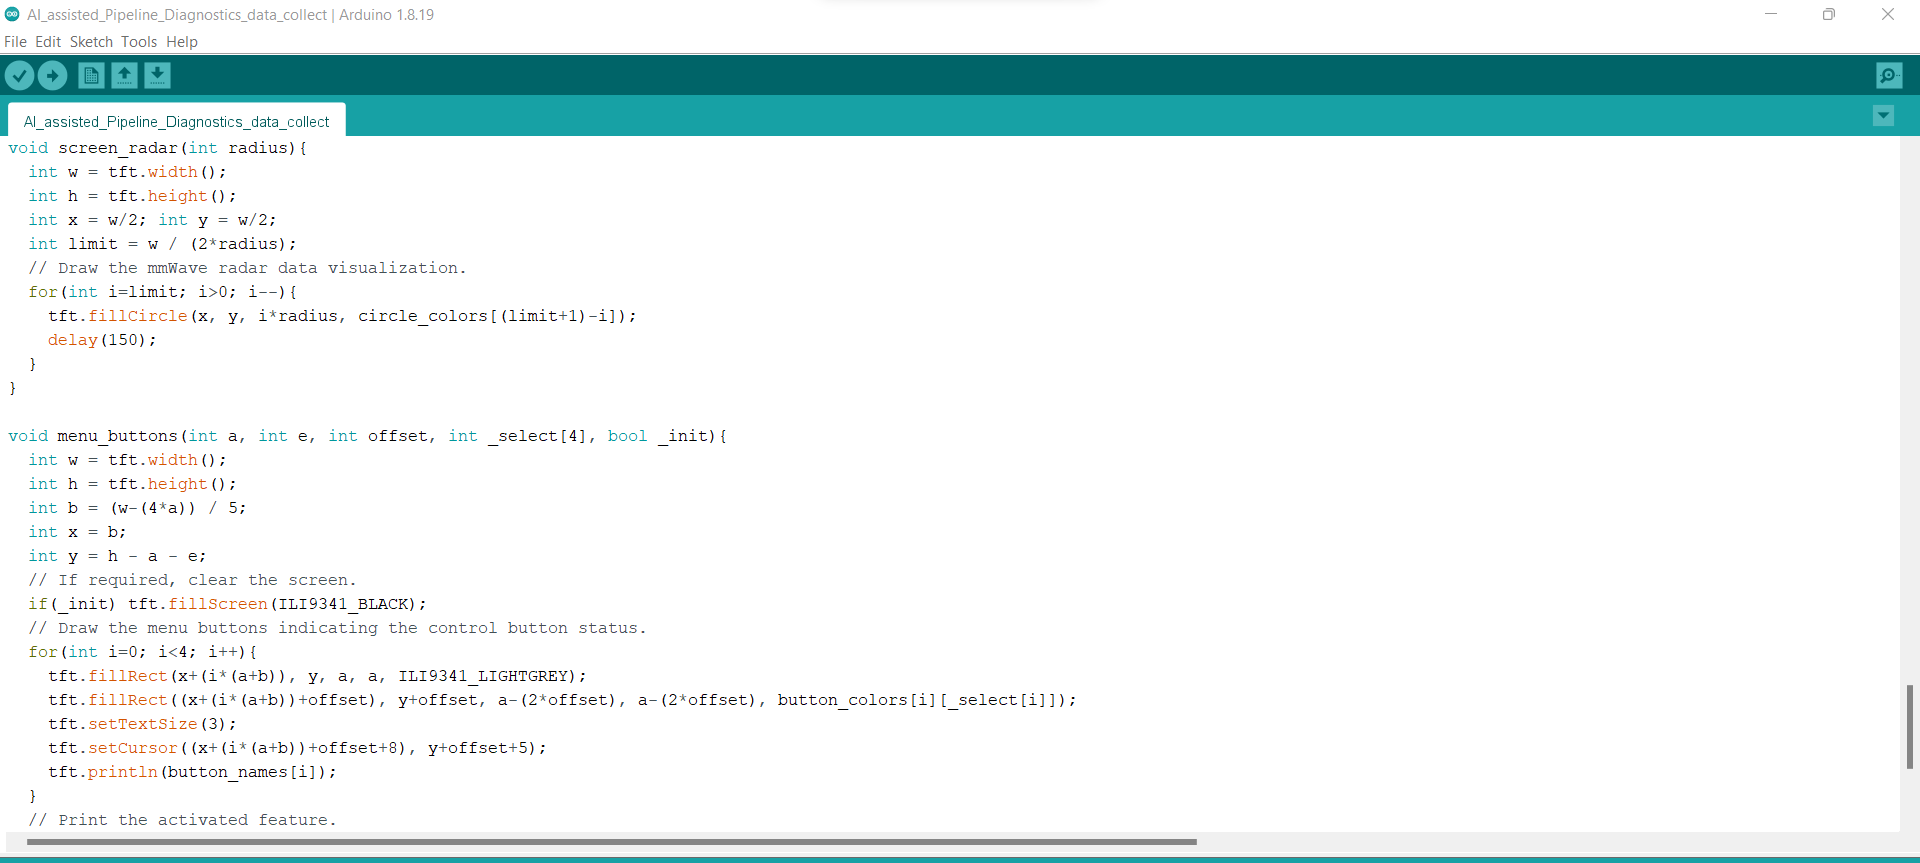 AI_assisted_Pipeline_Diagnostics_data_collect | Arduino 1.8.19
File Edit Sketch Tools Help
AI_assisted_Pipeline_Diagnostics_data_collect
void screen_radar(int radius){
  int w = tft.width();
  int h = tft.height();
  int x = w/2; int y = w/2;
  int limit = w / (2*radius);
  // Draw the mmWave radar data visualization.
  for(int i=limit; i>0; i--){
    tft.fillCircle(x, y, i*radius, circle_colors[(limit+1)-i]);
    delay(150);
  }
}
void menu_buttons(int a, int e, int offset, int _select[4], bool _init){
  int w = tft.width();
  int h = tft.height();
  int b = (w-(4*a)) / 5;
  int x = b;
  int y = h - a - e;
  // If required, clear the screen.
  if(_init) tft.fillScreen(ILI9341_BLACK);
  // Draw the menu buttons indicating the control button status.
  for(int i=0; i<4; i++){
    tft.fillRect(x+(i*(a+b)), y, a, a, ILI9341_LIGHTGREY);
    tft.fillRect((x+(i*(a+b))+offset), y+offset, a-(2*offset), a-(2*offset), button_colors[i][_select[i]]);
    tft.setTextSize(3);
    tft.setCursor((x+(i*(a+b))+offset+8), y+offset+5);
    tft.println(button_names[i]);
  }
  // Print the activated feature.